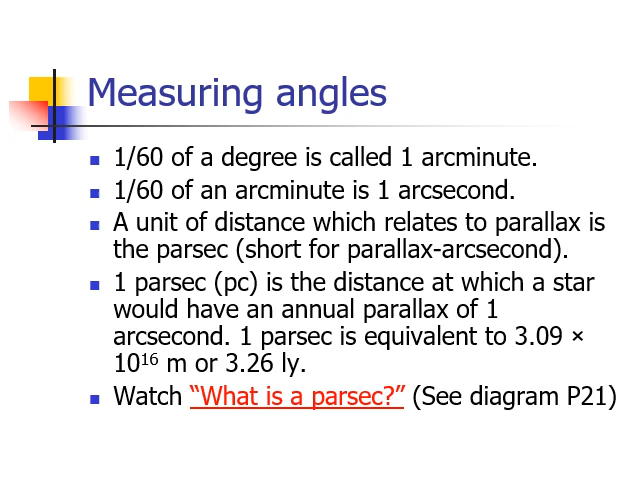 Measuring angles
1/60 of a degree is called 1 arcminute.
1/60 of an arcminute is 1 arcsecond.
A unit of distance which relates to parallax is
the parsec (short for parallax-arcsecond).
1 parsec (pc) is the distance at which a star
would have an annual parallax of 1
arcsecond. 1 parsec is equivalent to 3.09 ×
10¹⁶ m or 3.26 ly.
Watch “What is a parsec?” (See diagram P21)